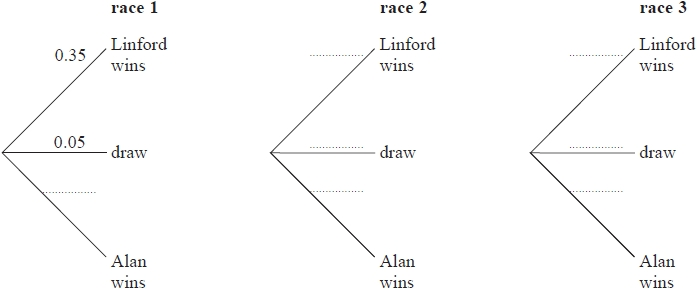 race 1
race 2
race 3
0.35
Linford
wins
Linford
wins
Linford
wins
0.05
draw
draw
draw
Alan
wins
Alan
wins
Alan
wins